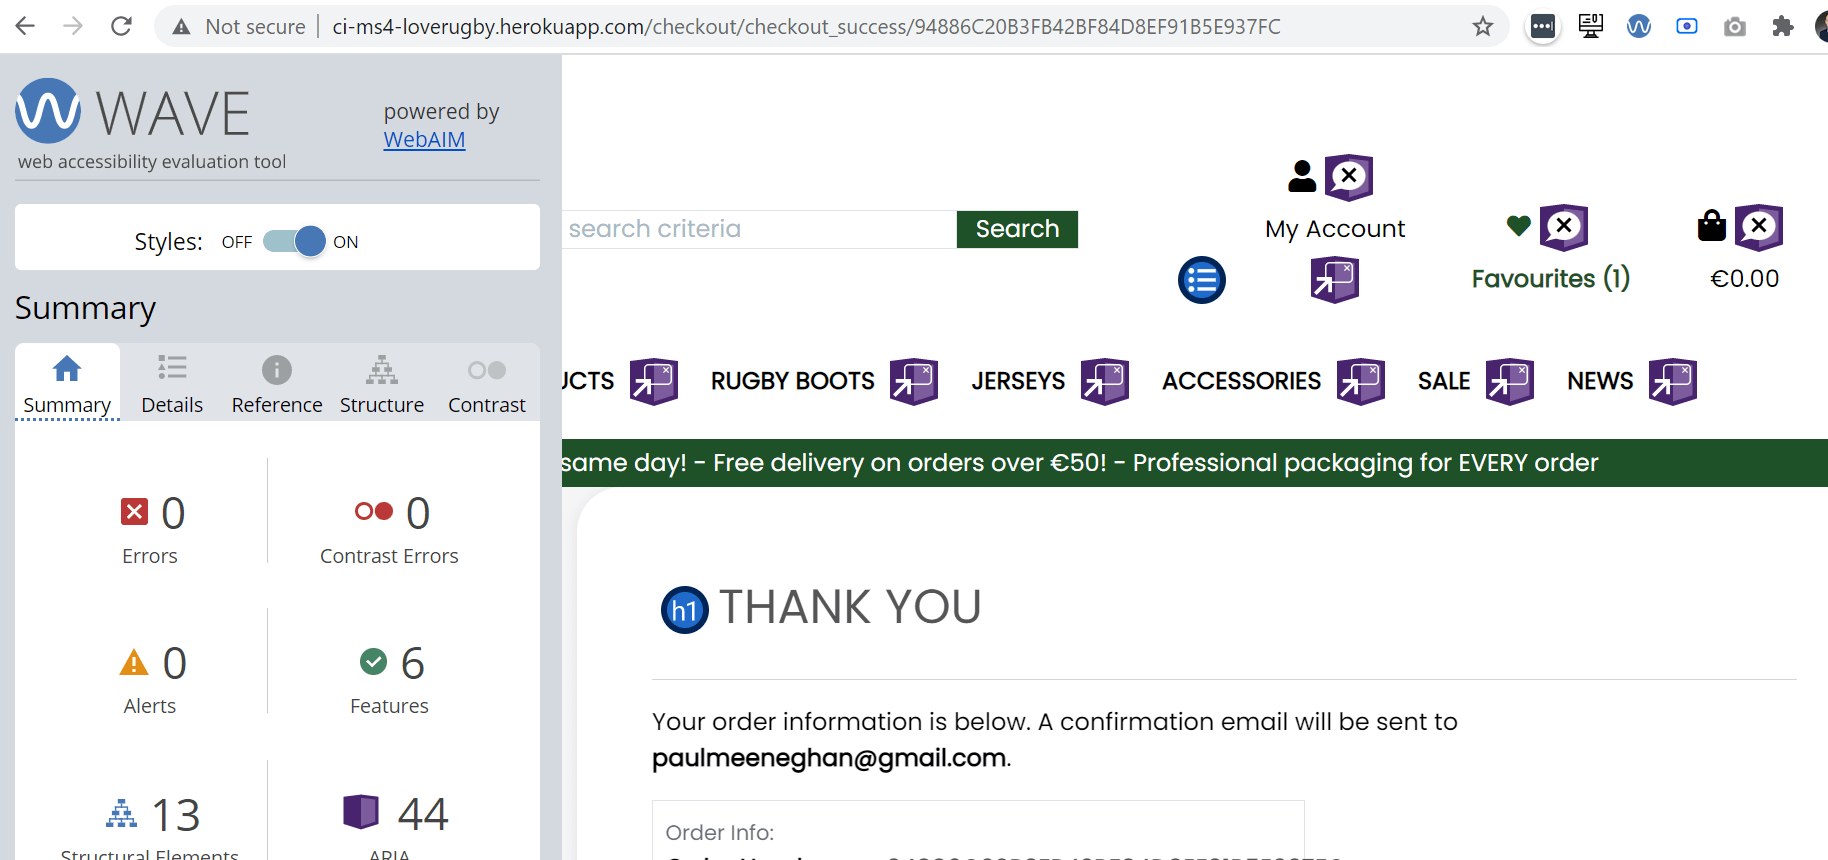 Not secure ci-ms4-loverugby.herokuapp.com/checkout/checkout_success/94886C20B3FB42BF84D8EF91B5E937FC
WAVE
powered by
WebAIM
web accessibility evaluation tool
Styles: OFF ON
Summary
Summary Details Reference Structure Contrast
0 0
Errors Contrast Errors
0 6
Alerts Features
13 44
Structural Elements ARIA
search criteria Search
My Account
Favourites (1) €0.00
UCTS RUGBY BOOTS JERSEYS ACCESSORIES SALE NEWS
same day! - Free delivery on orders over €50! - Professional packaging for EVERY order
h1 THANK YOU
Your order information is below. A confirmation email will be sent to
paulmeeneghan@gmail.com.
Order Info: